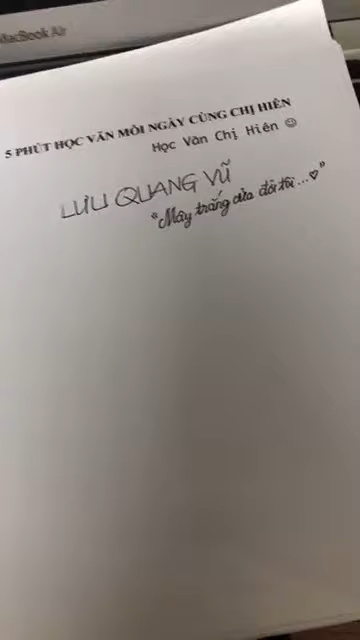 MacBook Air
5 PHÚT HỌC VĂN MỖI NGÀY CÙNG CHỊ HIÊN
Học Văn Chị Hiên ☺
LƯU QUANG VŨ
"Mây trắng của đời tôi...♡"